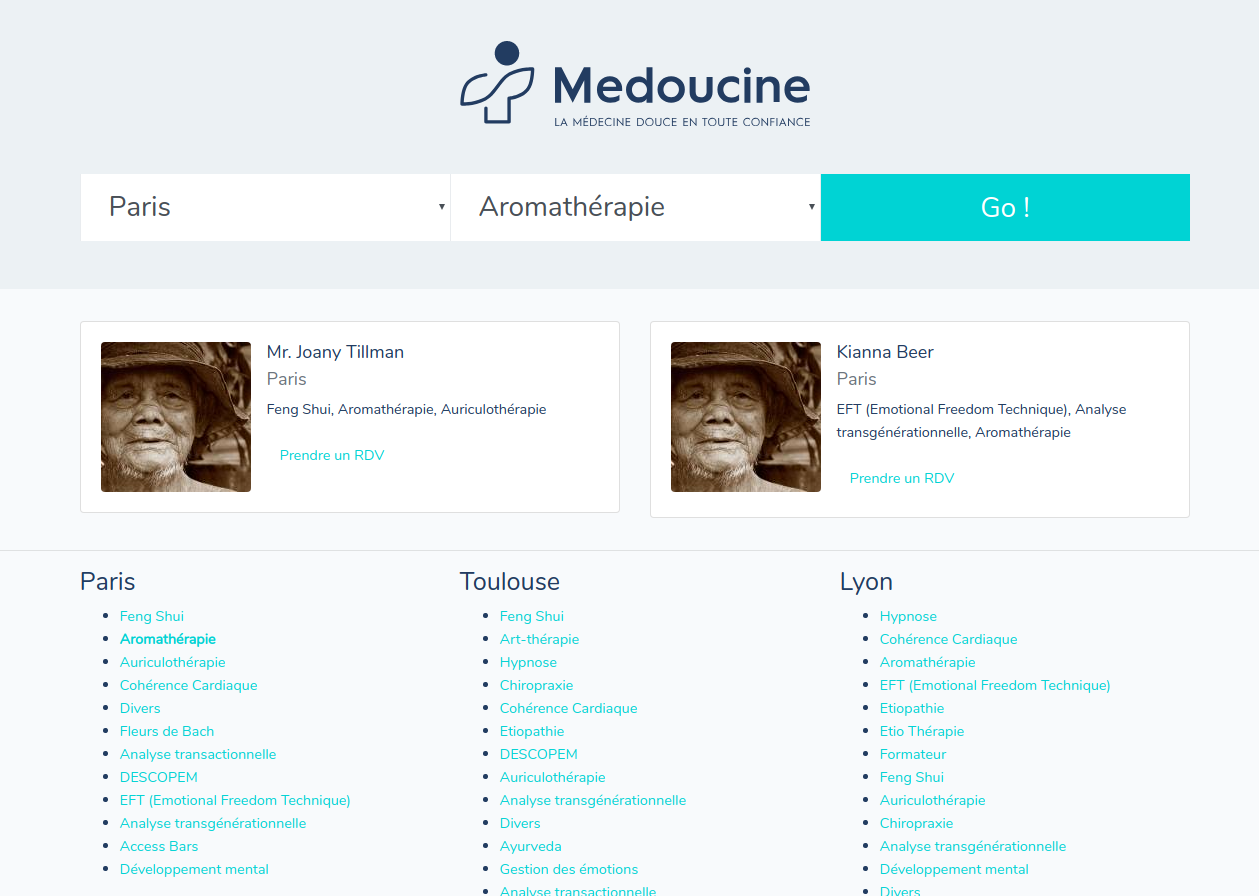 Medoucine
LA MÉDECINE DOUCE EN TOUTE CONFIANCE
Paris
Aromathérapie
Go !
Mr. Joany Tillman
Paris
Feng Shui, Aromathérapie, Auriculothérapie
Prendre un RDV
Kianna Beer
Paris
EFT (Emotional Freedom Technique), Analyse
transgénérationnelle, Aromathérapie
Prendre un RDV
Paris
Feng Shui
Aromathérapie
Auriculothérapie
Cohérence Cardiaque
Divers
Fleurs de Bach
Analyse transactionnelle
DESCOPEM
EFT (Emotional Freedom Technique)
Analyse transgénérationnelle
Access Bars
Développement mental
Toulouse
Feng Shui
Art-thérapie
Hypnose
Chiropraxie
Cohérence Cardiaque
Etiopathie
DESCOPEM
Auriculothérapie
Analyse transgénérationnelle
Divers
Ayurveda
Gestion des émotions
Analyse transactionnelle
Lyon
Hypnose
Cohérence Cardiaque
Aromathérapie
EFT (Emotional Freedom Technique)
Etiopathie
Etio Thérapie
Formateur
Feng Shui
Auriculothérapie
Chiropraxie
Analyse transgénérationnelle
Développement mental
Divers